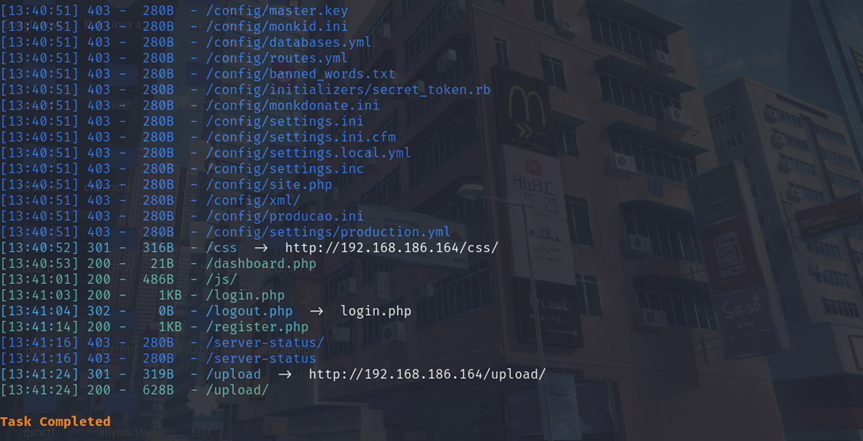 [13:40:51] 403 -  280B  - /config/master.key
[13:40:51] 403 -  280B  - /config/monkid.ini
[13:40:51] 403 -  280B  - /config/databases.yml
[13:40:51] 403 -  280B  - /config/routes.yml
[13:40:51] 403 -  280B  - /config/banned_words.txt
[13:40:51] 403 -  280B  - /config/initializers/secret_token.rb
[13:40:51] 403 -  280B  - /config/monkdonate.ini
[13:40:51] 403 -  280B  - /config/settings.ini
[13:40:51] 403 -  280B  - /config/settings.ini.cfm
[13:40:51] 403 -  280B  - /config/settings.local.yml
[13:40:51] 403 -  280B  - /config/settings.inc
[13:40:51] 403 -  280B  - /config/site.php
[13:40:51] 403 -  280B  - /config/xml/
[13:40:51] 403 -  280B  - /config/producao.ini
[13:40:51] 403 -  280B  - /config/settings/production.yml
[13:40:52] 301 -  316B  - /css  ->  http://192.168.186.164/css/
[13:40:53] 200 -   21B  - /dashboard.php
[13:41:01] 200 -  486B  - /js/
[13:41:03] 200 -    1KB - /login.php
[13:41:04] 302 -    0B  - /logout.php  ->  login.php
[13:41:14] 200 -    1KB - /register.php
[13:41:16] 403 -  280B  - /server-status/
[13:41:16] 403 -  280B  - /server-status
[13:41:24] 301 -  319B  - /upload  ->  http://192.168.186.164/upload/
[13:41:24] 200 -  628B  - /upload/
Task Completed